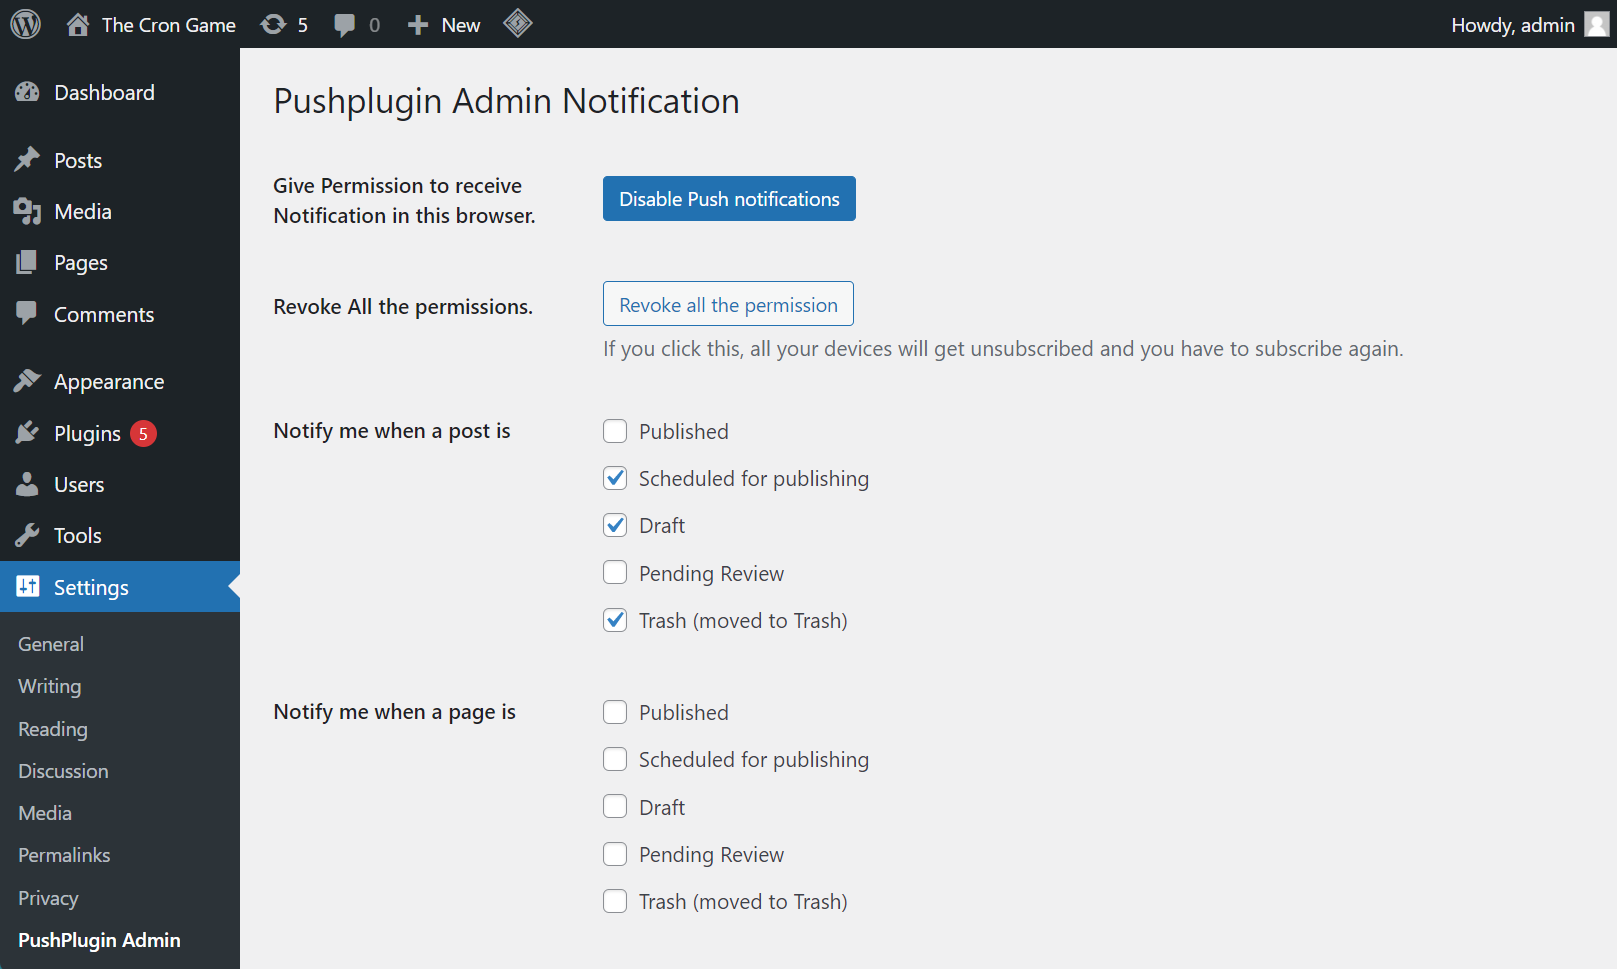 The Cron Game
5
0
New
Howdy, admin
Dashboard
Posts
Media
Pages
Comments
Appearance
Plugins 5
Users
Tools
Settings
General
Writing
Reading
Discussion
Media
Permalinks
Privacy
PushPlugin Admin
Pushplugin Admin Notification
Give Permission to receive
Notification in this browser.
Disable Push notifications
Revoke All the permissions.
Revoke all the permission
If you click this, all your devices will get unsubscribed and you have to subscribe again.
Notify me when a post is
Published
Scheduled for publishing
Draft
Pending Review
Trash (moved to Trash)
Notify me when a page is
Published
Scheduled for publishing
Draft
Pending Review
Trash (moved to Trash)